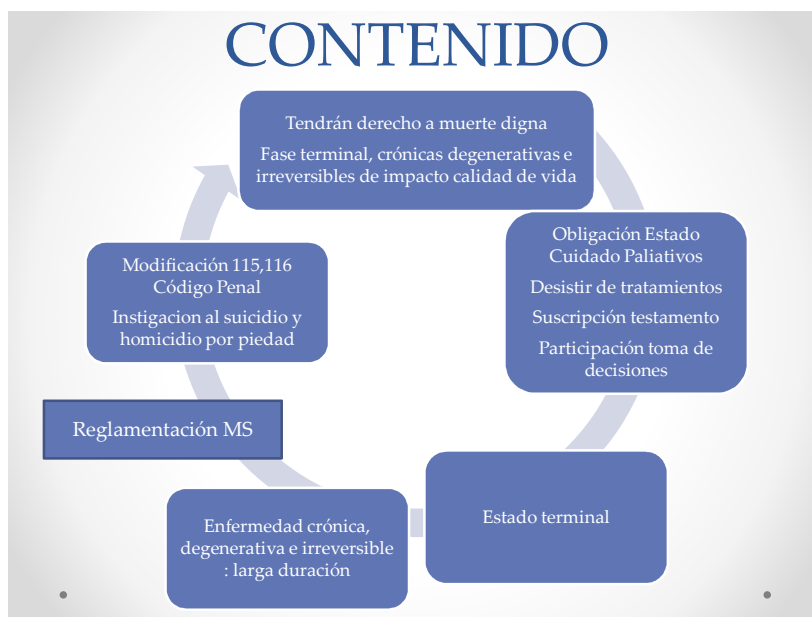 CONTENIDO
Tendrán derecho a muerte digna
Fase terminal, crónicas degenerativas e
irreversibles de impacto calidad de vida
Obligación Estado
Cuidado Paliativos
Desistir de tratamientos
Suscripción testamento
Participación toma de
decisiones
Estado terminal
Enfermedad crónica,
degenerativa e irreversible
: larga duración
Reglamentación MS
Modificación 115,116
Código Penal
Instigacion al suicidio y
homicidio por piedad